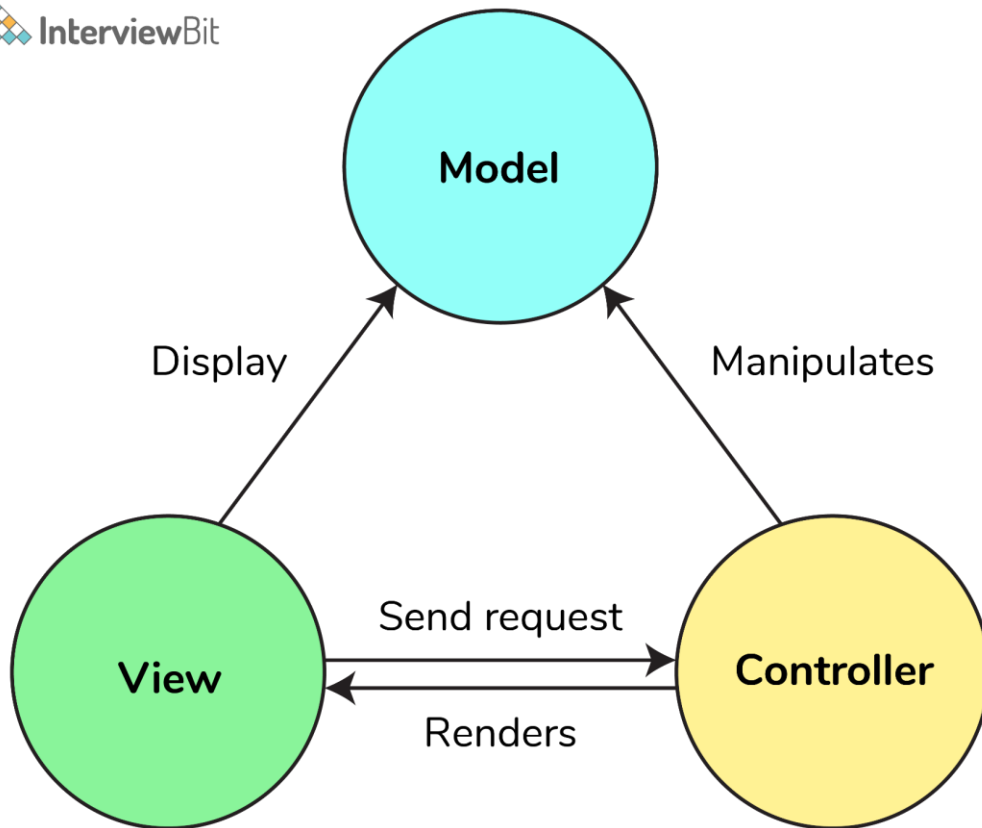 InterviewBit
Model
Display
Manipulates
Send request
View
Controller
Renders